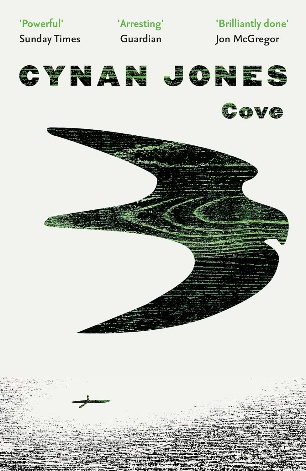 ‘Powerful’ ‘Arresting’ ‘Brilliantly done’
Sunday Times Guardian Jon McGregor
CYNAN JONES
Cove